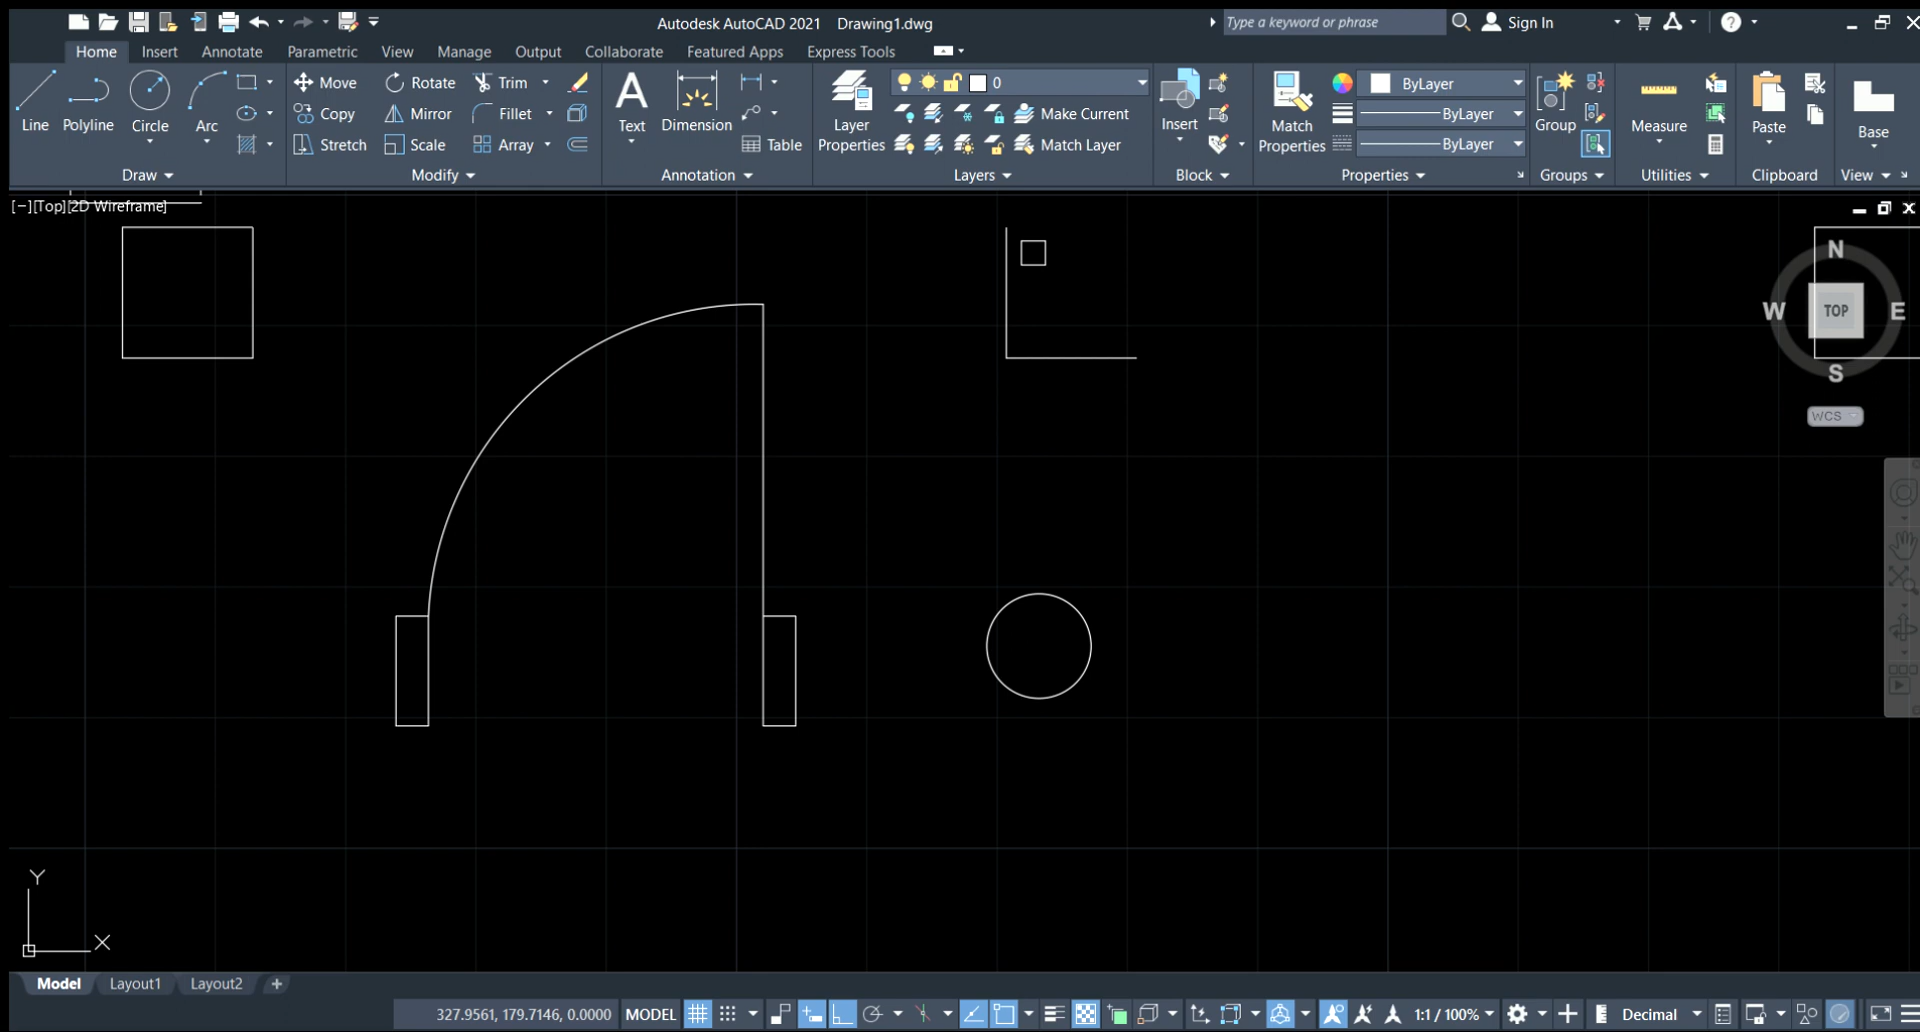 Autodesk AutoCAD 2021 Drawing1.dwg Type a keyword or phrase Sign In
Home Insert Annotate Parametric View Manage Output Collaborate Featured Apps Express Tools
Line Polyline Circle Arc
Draw
Move Rotate Trim
Copy Mirror Fillet
Stretch Scale Array
Modify
Text Dimension Table
Annotation
Layer Properties
0
Make Current
Match Layer
Layers
Insert
Block
Match Properties
ByLayer
ByLayer
ByLayer
Properties
Group
Groups
Measure
Utilities
Paste
Clipboard
Base
View
[−][Top][2D Wireframe]
N
W TOP E
S
WCS
Y
X
Model Layout1 Layout2 +
327.9561, 179.7146, 0.0000 MODEL 1:1 / 100% Decimal